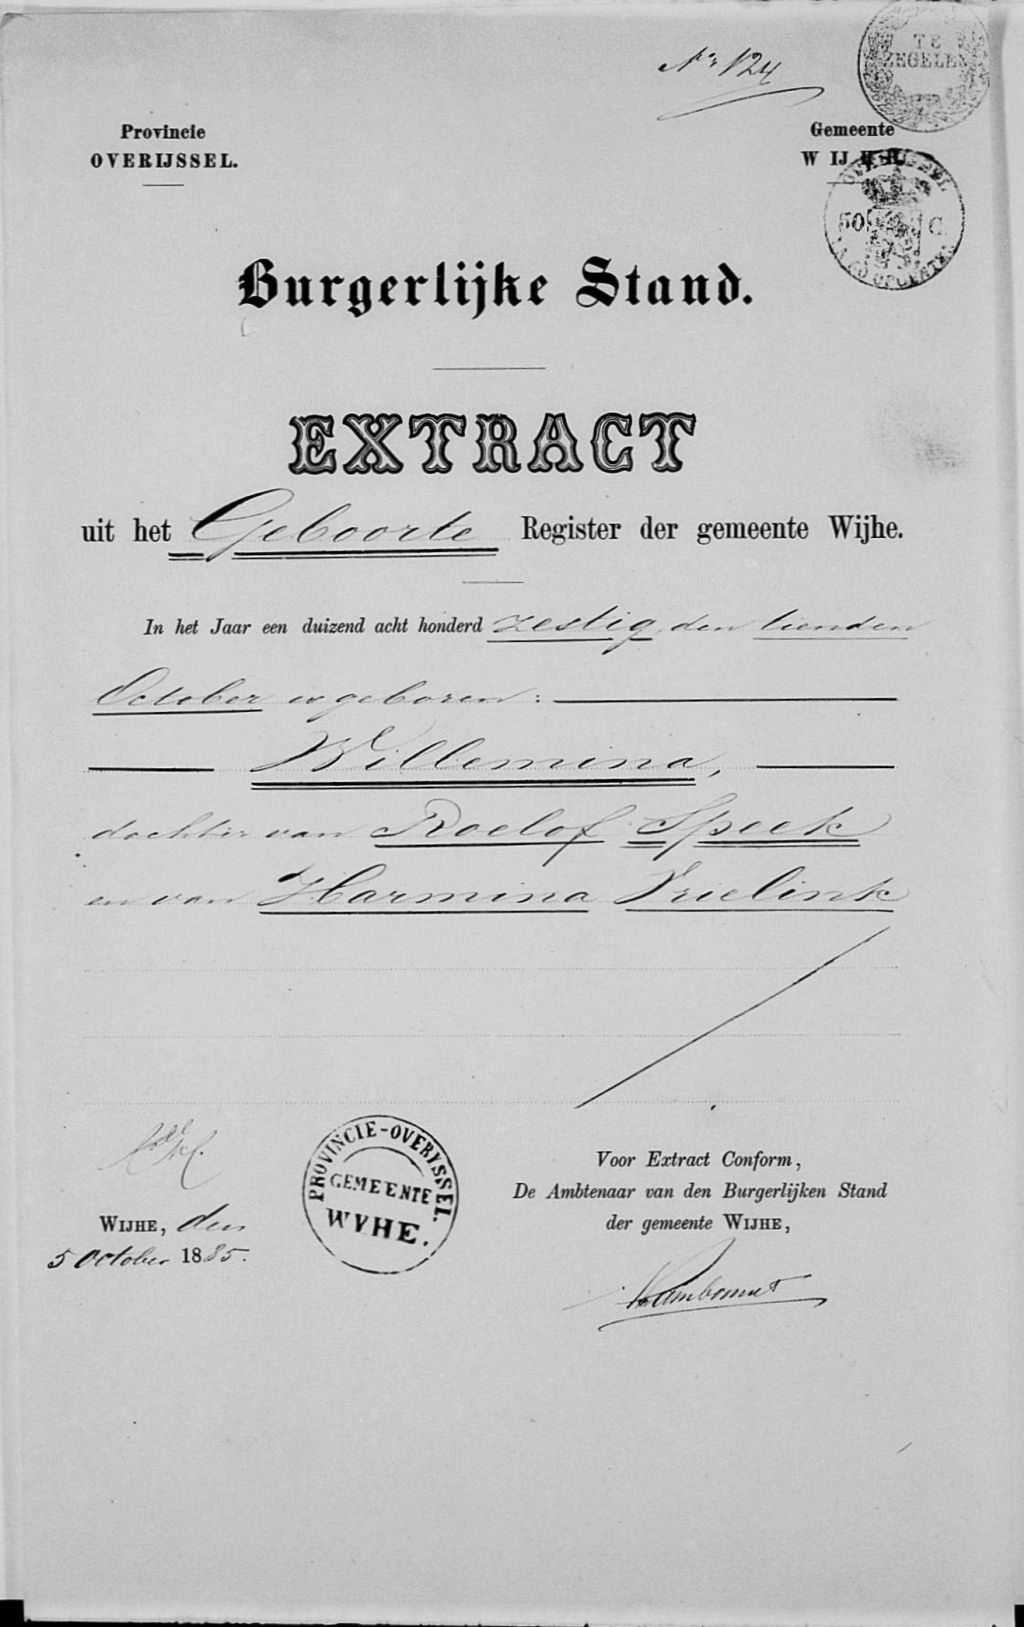 No 124
TE
ZEGELEN
Provincie
OVERIJSSEL.
Gemeente
WIJHE.
50 C.
Burgerlijke Stand.
EXTRACT
uit het Geboorte Register der gemeente Wijhe.
In het Jaar een duizend acht honderd zestig, den tienden
October is geboren:
Willemina,
dochter van Roelof Speek
en van Harmina Vrielink
PROVINCIE-OVERYSSEL.
GEMEENTE
WYHE.
Voor Extract Conform,
De Ambtenaar van den Burgerlijken Stand
der gemeente WIJHE,
WIJHE, den
5 October 1885.